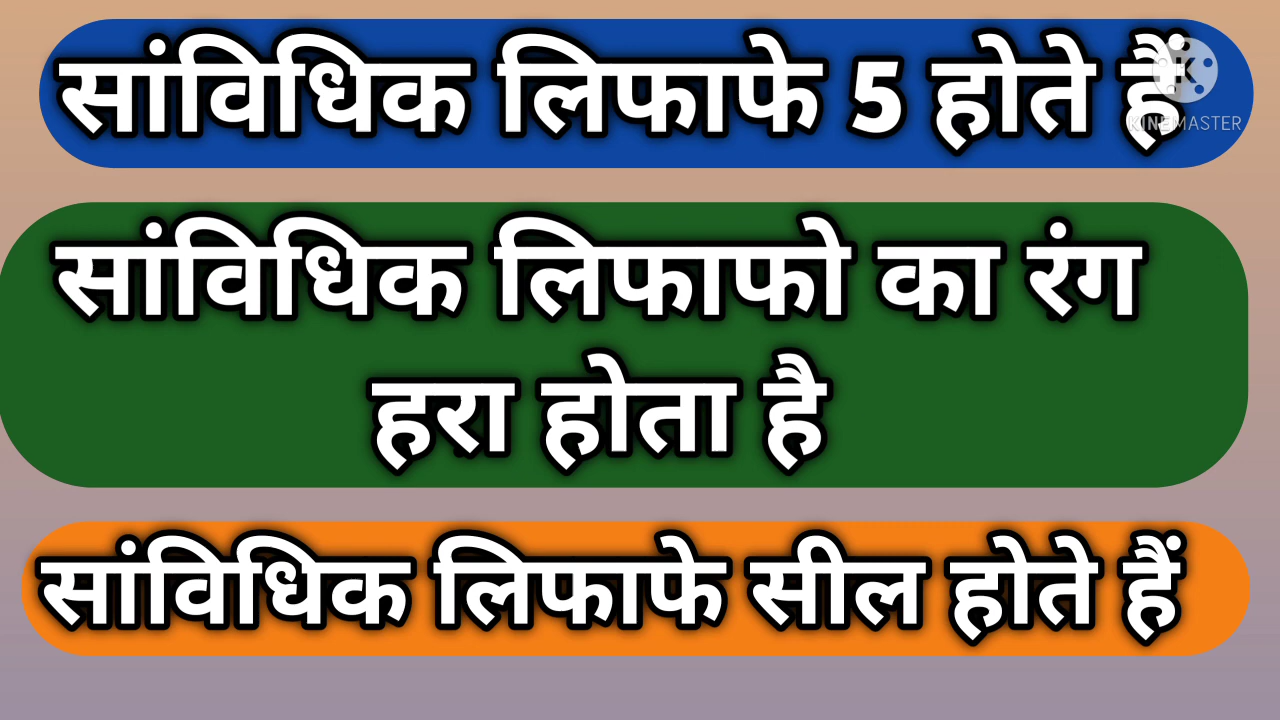 सांविधिक लिफाफे 5 होते हैं
KINEMASTER
सांविधिक लिफाफो का रंग
हरा होता है
सांविधिक लिफाफे सील होते हैं